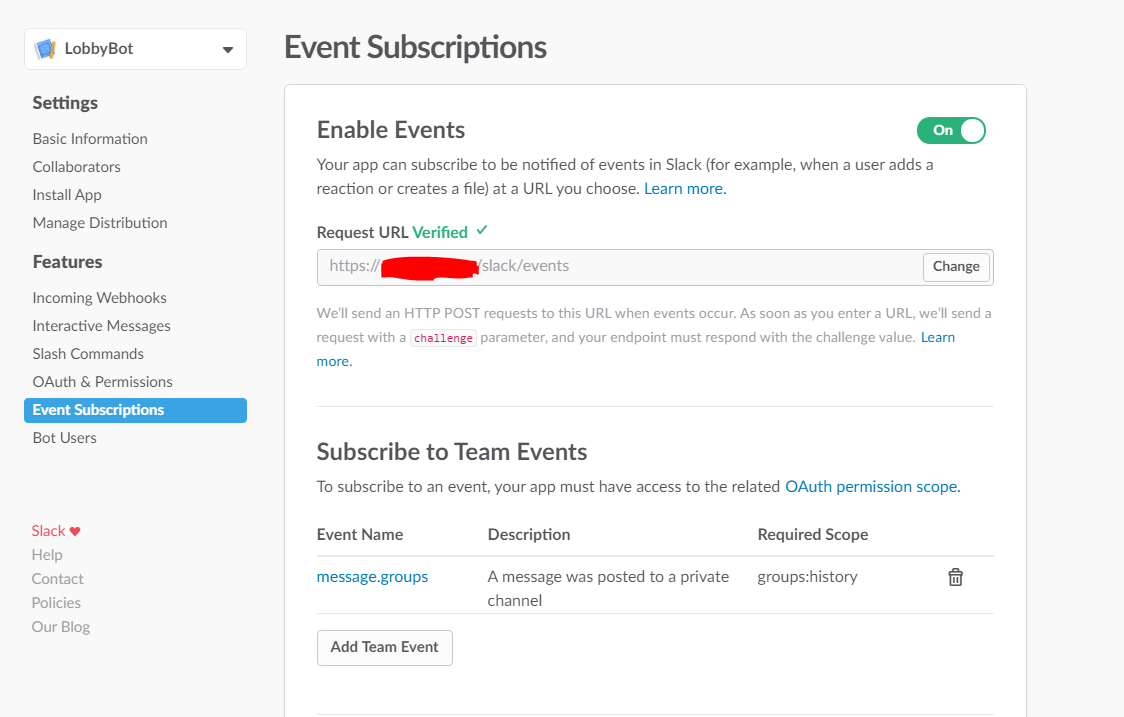 LobbyBot
Settings
Basic Information
Collaborators
Install App
Manage Distribution
Features
Incoming Webhooks
Interactive Messages
Slash Commands
OAuth & Permissions
Event Subscriptions
Bot Users
Slack
Help
Contact
Policies
Our Blog
Event Subscriptions
Enable Events
On
Your app can subscribe to be notified of events in Slack (for example, when a user adds a
reaction or creates a file) at a URL you choose. Learn more.
Request URL Verified
https:// /slack/events
Change
We’ll send an HTTP POST requests to this URL when events occur. As soon as you enter a URL, we’ll send a
request with a challenge parameter, and your endpoint must respond with the challenge value. Learn
more.
Subscribe to Team Events
To subscribe to an event, your app must have access to the related OAuth permission scope.
Event Name Description Required Scope
message.groups A message was posted to a private groups:history
channel
Add Team Event